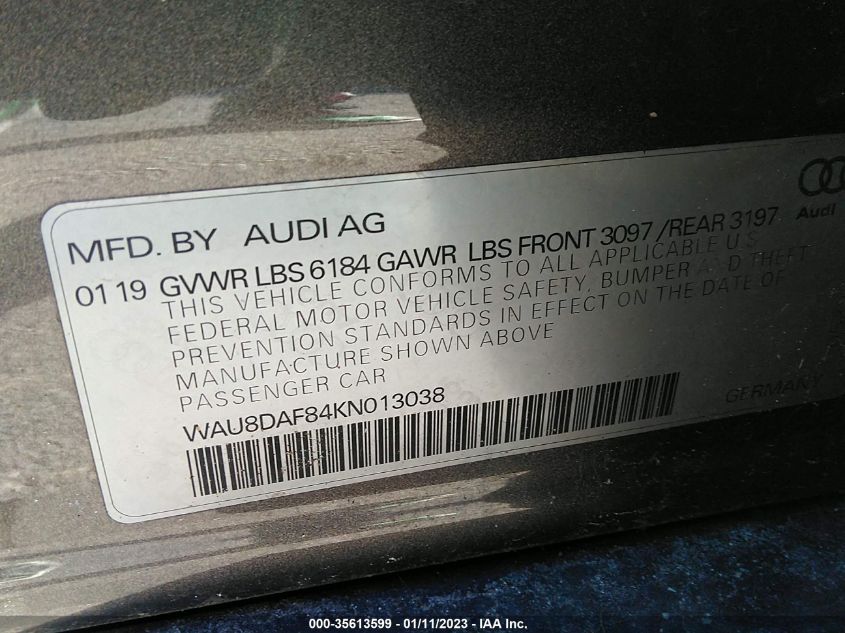 MFD. BY AUDI AG
01 19 GVWR LBS 6184 GAWR LBS FRONT 3097 /REAR 3197
THIS VEHICLE CONFORMS TO ALL APPLICABLE U S
FEDERAL MOTOR VEHICLE SAFETY, BUMPER AND THEFT
PREVENTION STANDARDS IN EFFECT ON THE DATE OF
MANUFACTURE SHOWN ABOVE
PASSENGER CAR
WAU8DAF84KN013038
Audi
GERMANY
000-35613599 - 01/11/2023 - IAA Inc.